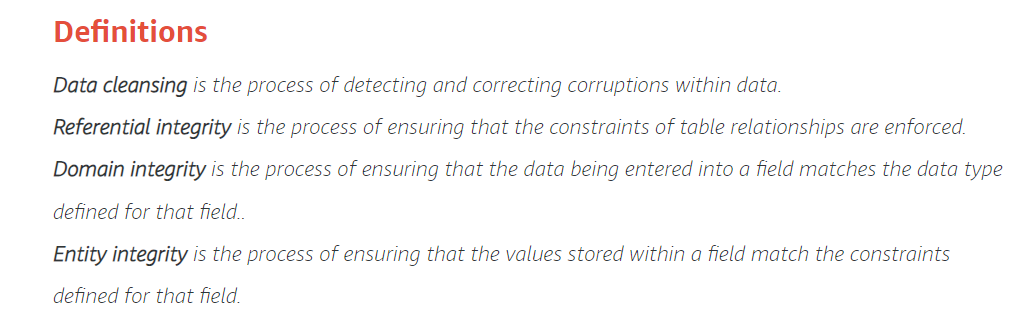 Definitions
Data cleansing is the process of detecting and correcting corruptions within data.
Referential integrity is the process of ensuring that the constraints of table relationships are enforced.
Domain integrity is the process of ensuring that the data being entered into a field matches the data type
defined for that field..
Entity integrity is the process of ensuring that the values stored within a field match the constraints
defined for that field.